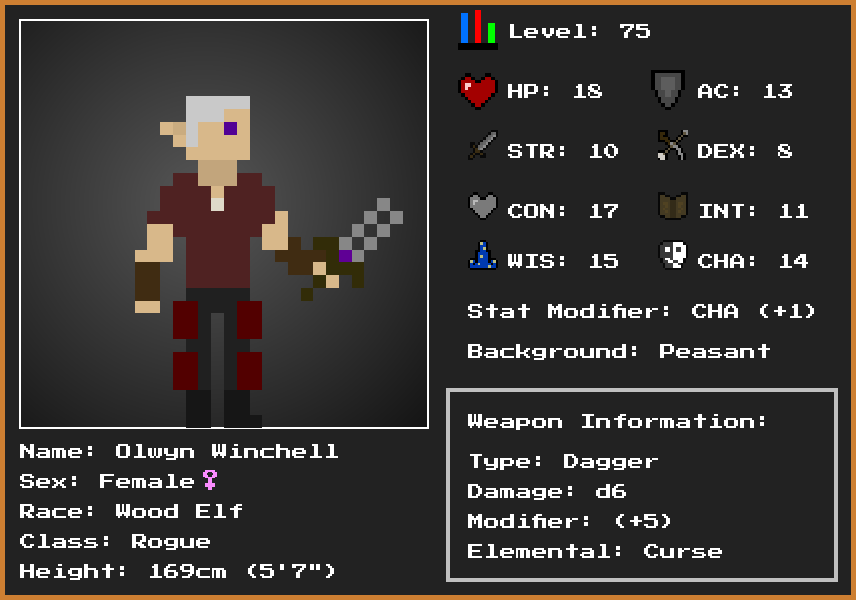 Level: 75
HP: 18 AC: 13
STR: 10 DEX: 8
CON: 17 INT: 11
WIS: 15 CHA: 14
Stat Modifier: CHA (+1)
Background: Peasant
Weapon Information:
Type: Dagger
Damage: d6
Modifier: (+5)
Elemental: Curse
Name: Olwyn Winchell
Sex: Female♀
Race: Wood Elf
Class: Rogue
Height: 169cm (5'7")